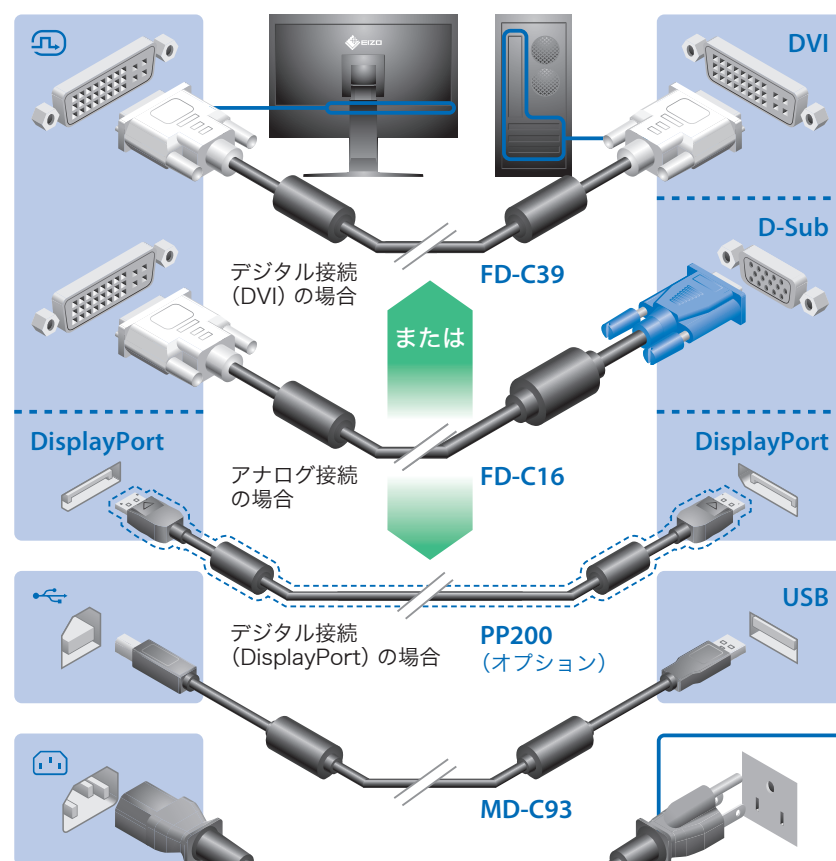 EIZO
DVI
D-Sub
デジタル接続
（DVI）の場合
FD-C39
または
DisplayPort
DisplayPort
アナログ接続
の場合
FD-C16
USB
デジタル接続
（DisplayPort）の場合
PP200
（オプション）
MD-C93